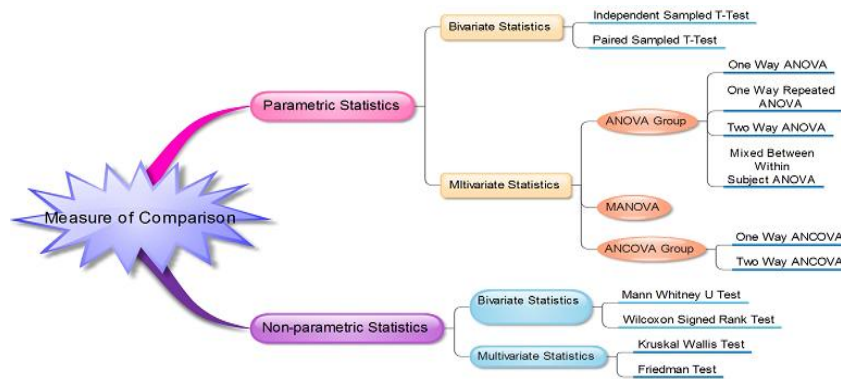 Measure of Comparison
Parametric Statistics
Bivariate Statistics
Independent Sampled T-Test
Paired Sampled T-Test
Mltivariate Statistics
ANOVA Group
One Way ANOVA
One Way Repeated
ANOVA
Two Way ANOVA
Mixed Between
Within
Subject ANOVA
MANOVA
ANCOVA Group
One Way ANCOVA
Two Way ANCOVA
Non-parametric Statistics
Bivariate Statistics
Mann Whitney U Test
Wilcoxon Signed Rank Test
Multivariate Statistics
Kruskal Wallis Test
Friedman Test